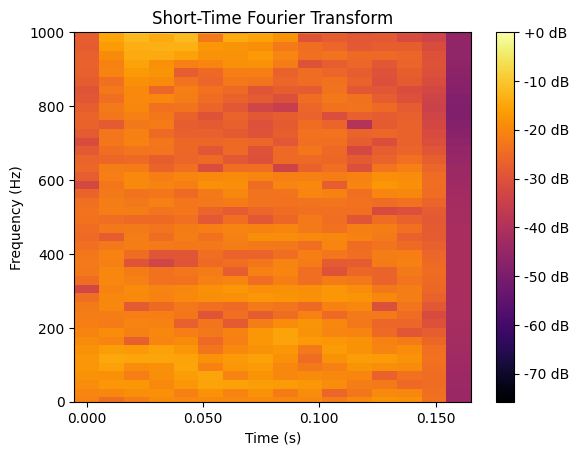 Short-Time Fourier Transform
1000
800
600
400
200
0
Frequency (Hz)
0.000
0.050
0.100
0.150
Time (s)
+0 dB
-10 dB
-20 dB
-30 dB
-40 dB
-50 dB
-60 dB
-70 dB